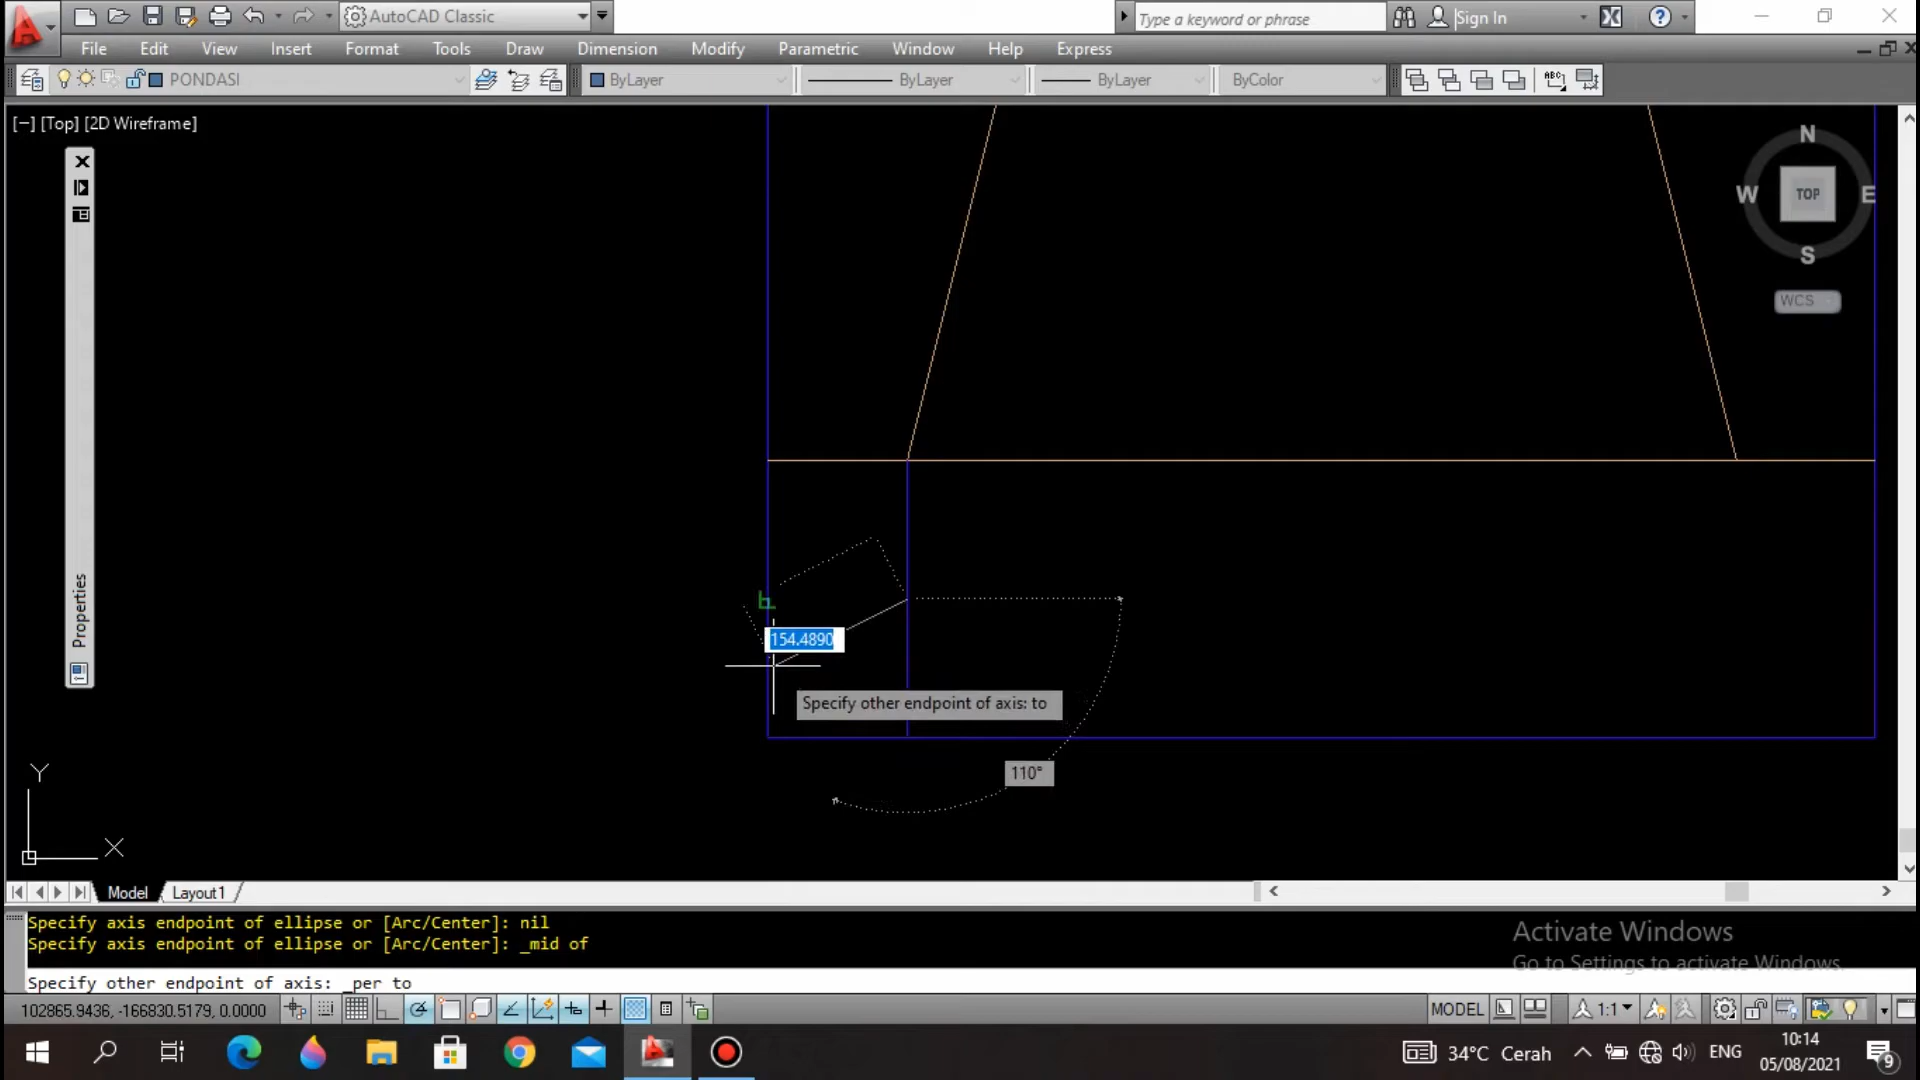 AutoCAD Classic
Type a keyword or phrase
Sign In
File Edit View Insert Format Tools Draw Dimension Modify Parametric Window Help Express
PONDASI
ByLayer
ByLayer
ByLayer
ByColor
[−] [Top] [2D Wireframe]
N
W TOP E
S
WCS
Properties
154.4890
Specify other endpoint of axis: to
110°
Y
X
Model Layout1
Specify axis endpoint of ellipse or [Arc/Center]: nil
Specify axis endpoint of ellipse or [Arc/Center]: _mid of
Specify other endpoint of axis: _per to
Activate Windows
Go to Settings to activate Windows.
102865.9436, -166830.5179, 0.0000
MODEL
1:1
34°C Cerah
ENG
10:14
05/08/2021
9